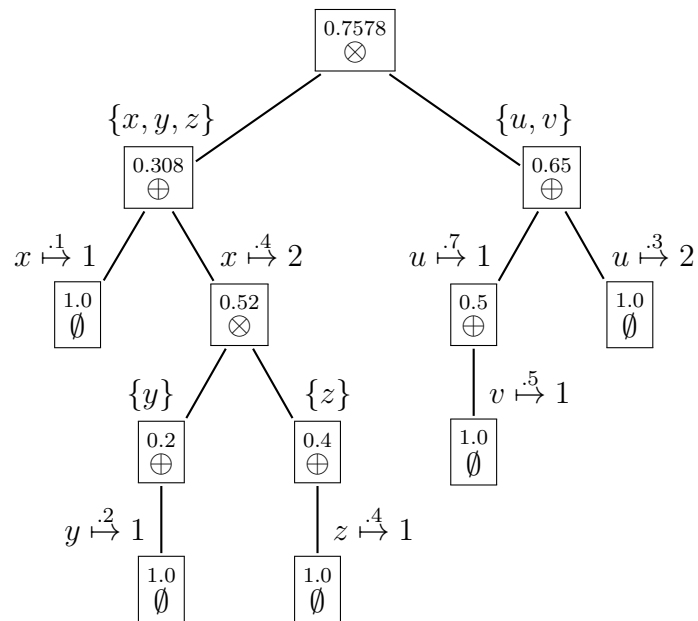 0.7578
⊗
{x, y, z} {u, v}
0.308 0.65
⊕ ⊕
x .1↦ 1 x .4↦ 2 u .7↦ 1 u .3↦ 2
1.0 0.52 0.5 1.0
∅ ⊗ ⊕ ∅
{y} {z} v .5↦ 1
0.2 0.4 1.0
⊕ ⊕ ∅
y .2↦ 1 z .4↦ 1
1.0 1.0
∅ ∅